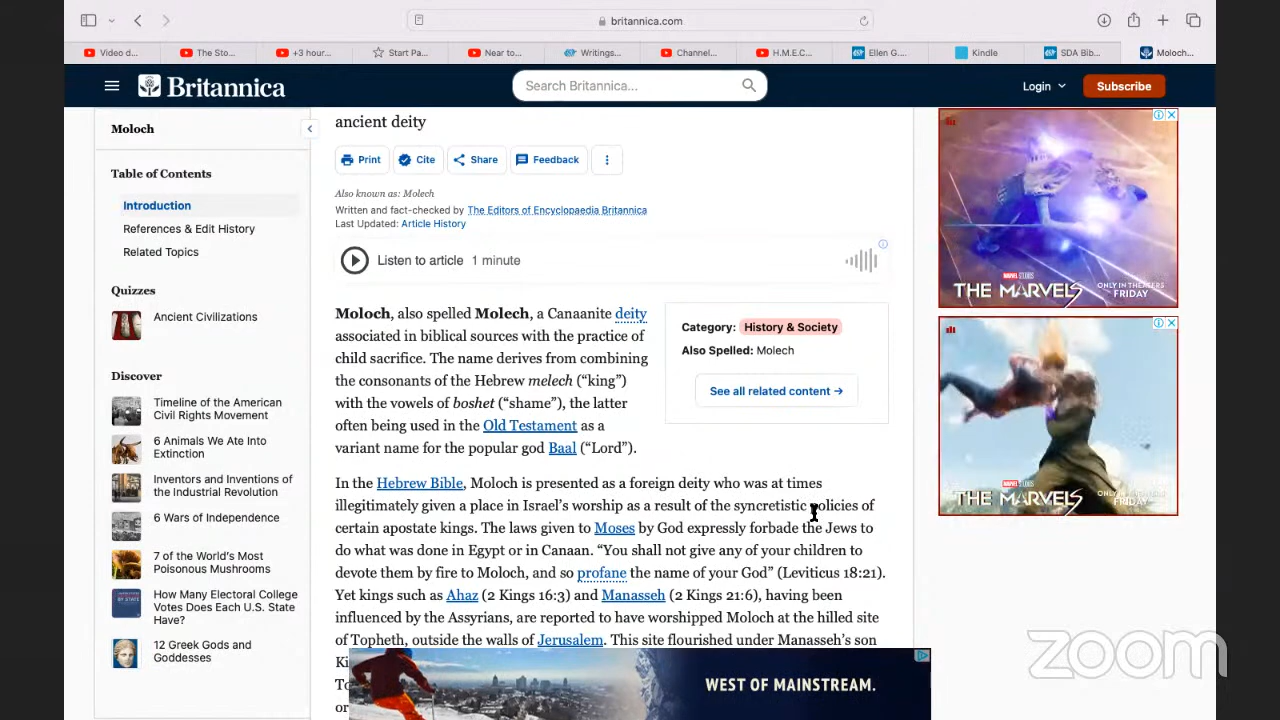 britannica.com
Video d...
The Sto...
+3 hour...
Start Pa...
Near to...
Writings...
Channel...
H.M.E.C...
Ellen G....
Kindle
SDA Bib...
Moloch...
Britannica
Search Britannica...
Login
Subscribe
Moloch
Table of Contents
Introduction
References & Edit History
Related Topics
Quizzes
Ancient Civilizations
Discover
Timeline of the American
Civil Rights Movement
6 Animals We Ate Into
Extinction
Inventors and Inventions of
the Industrial Revolution
6 Wars of Independence
7 of the World's Most
Poisonous Mushrooms
How Many Electoral College
Votes Does Each U.S. State
Have?
12 Greek Gods and
Goddesses
ancient deity
Print
Cite
Share
Feedback
Also known as: Molech
Written and fact-checked by The Editors of Encyclopaedia Britannica
Last Updated: Article History
Listen to article 1 minute
Moloch, also spelled Molech, a Canaanite deity
associated in biblical sources with the practice of
child sacrifice. The name derives from combining
the consonants of the Hebrew melech (“king”)
with the vowels of boshet (“shame”), the latter
often being used in the Old Testament as a
variant name for the popular god Baal (“Lord”).
Category: History & Society
Also Spelled: Molech
See all related content →
In the Hebrew Bible, Moloch is presented as a foreign deity who was at times
illegitimately given a place in Israel’s worship as a result of the syncretistic policies of
certain apostate kings. The laws given to Moses by God expressly forbade the Jews to
do what was done in Egypt or in Canaan. “You shall not give any of your children to
devote them by fire to Moloch, and so profane the name of your God” (Leviticus 18:21).
Yet kings such as Ahaz (2 Kings 16:3) and Manasseh (2 Kings 21:6), having been
influenced by the Assyrians, are reported to have worshipped Moloch at the hilled site
of Topheth, outside the walls of Jerusalem. This site flourished under Manasseh’s son
MARVEL STUDIOS
THE MARVELS
ONLY IN THEATERS
FRIDAY
MARVEL STUDIOS
THE MARVELS
ONLY IN THEATERS
FRIDAY
WEST OF MAINSTREAM.
zoom